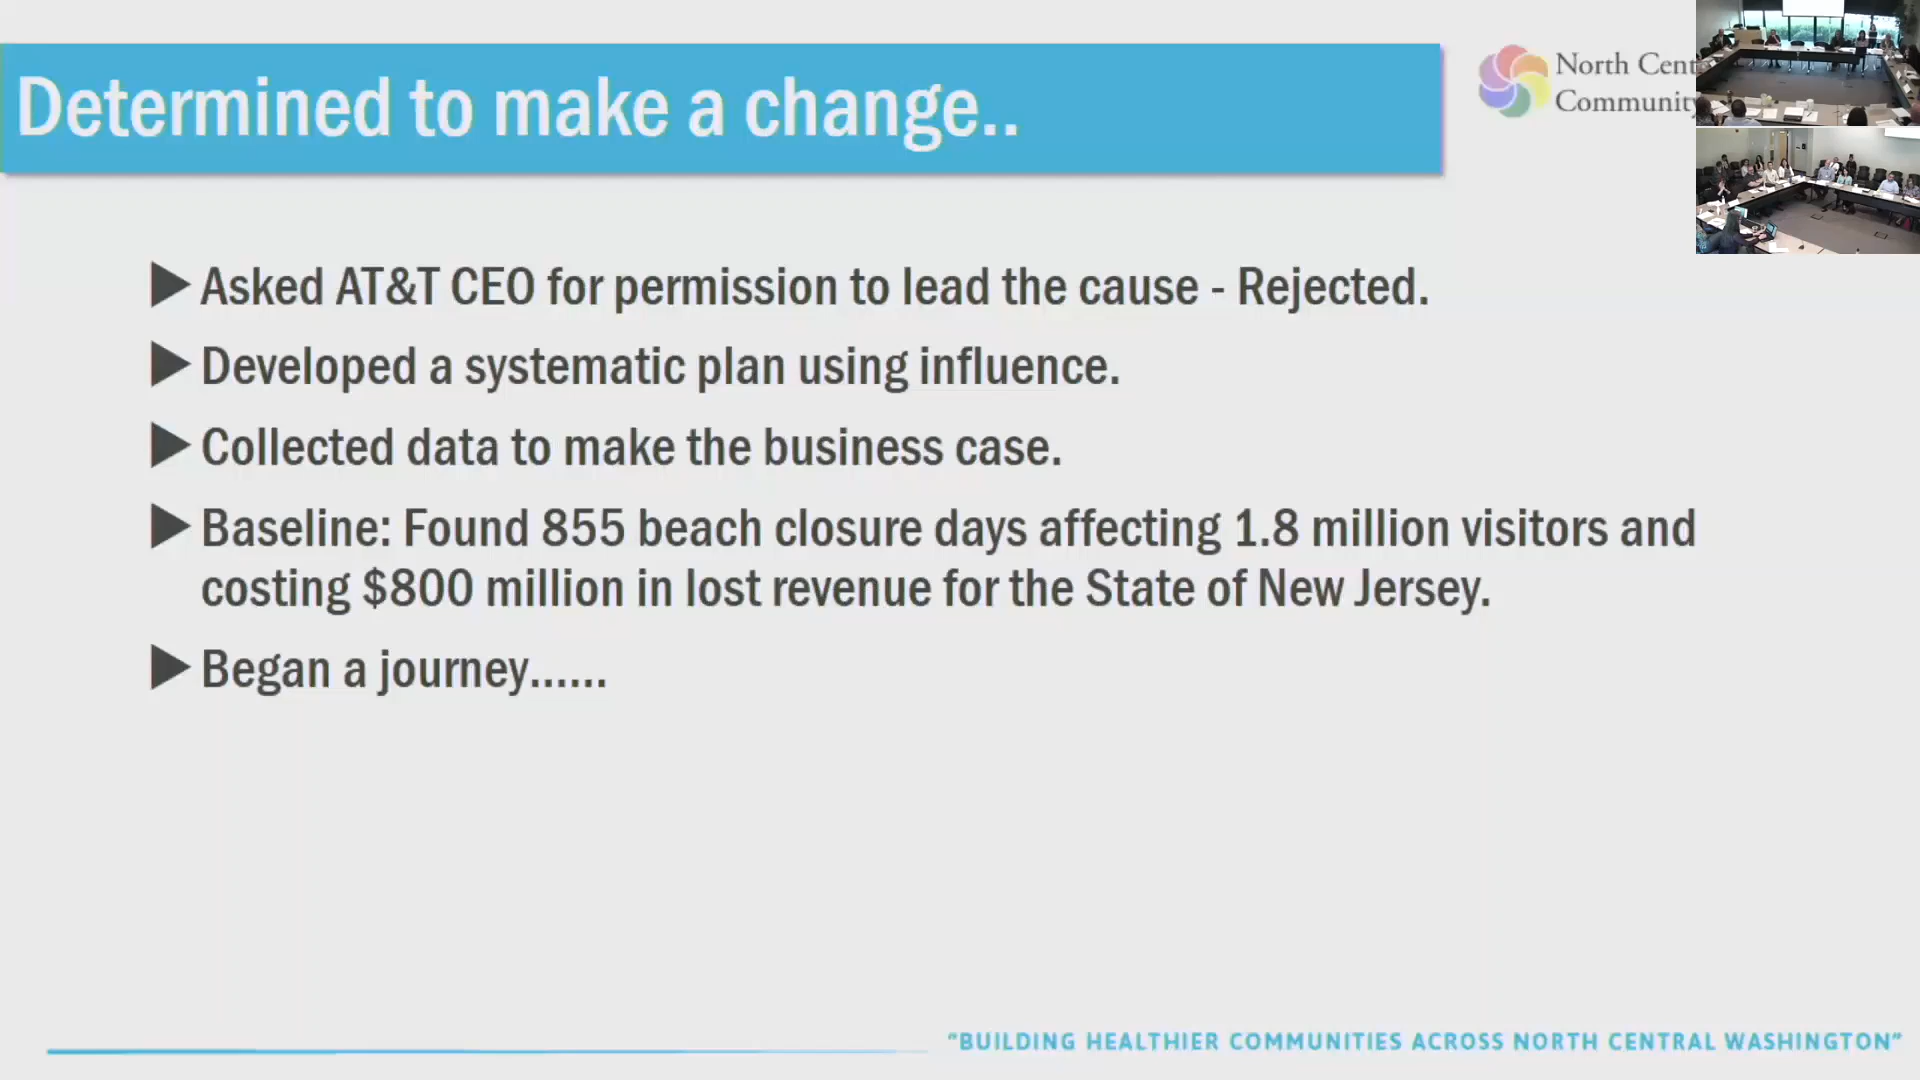 Determined to make a change..
North Cent
Community
▶ Asked AT&T CEO for permission to lead the cause - Rejected.
▶ Developed a systematic plan using influence.
▶ Collected data to make the business case.
▶ Baseline: Found 855 beach closure days affecting 1.8 million visitors and
costing $800 million in lost revenue for the State of New Jersey.
▶ Began a journey......
"BUILDING HEALTHIER COMMUNITIES ACROSS NORTH CENTRAL WASHINGTON"